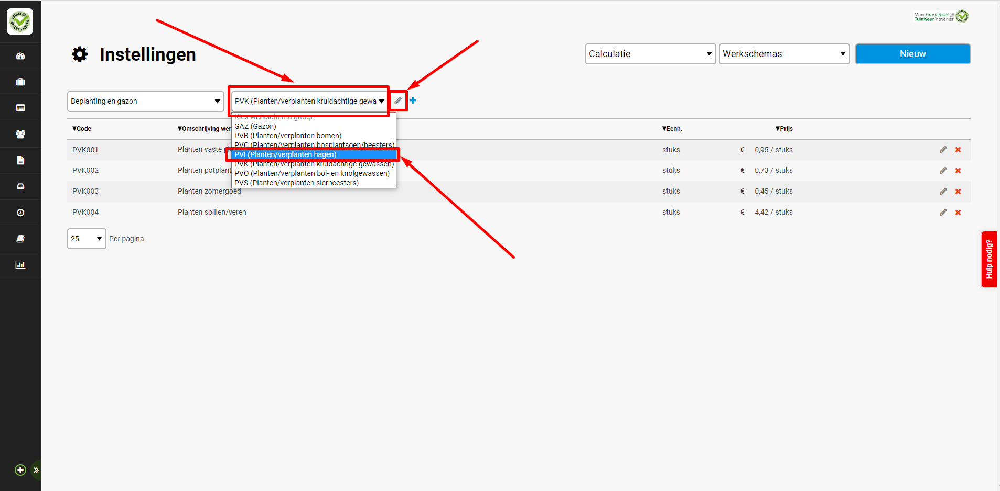 TUINKEUR
GECERTIFICEERD
Meer tuinplezier
TuinKeur-hovenier
Instellingen
Calculatie
Werkschemas
Nieuw
Beplanting en gazon
PVK (Planten/verplanten kruidachtige gewa
Kies werkschema groep
GAZ (Gazon)
PVB (Planten/verplanten bomen)
PVC (Planten/verplanten bosplantsoen/heesters)
PVI (Planten/verplanten hagen)
PVK (Planten/verplanten kruidachtige gewassen)
PVO (Planten/verplanten bol- en knolgewassen)
PVS (Planten/verplanten sierheesters)
▼Code ▼Omschrijving wer ▼Eenh. ▼Prijs
PVK001 Planten vaste pl stuks € 0,95 / stuks
PVK002 Planten potplant stuks € 0,73 / stuks
PVK003 Planten zomergoed stuks € 0,45 / stuks
PVK004 Planten spillen/veren stuks € 4,42 / stuks
25 Per pagina
Hulp nodig?